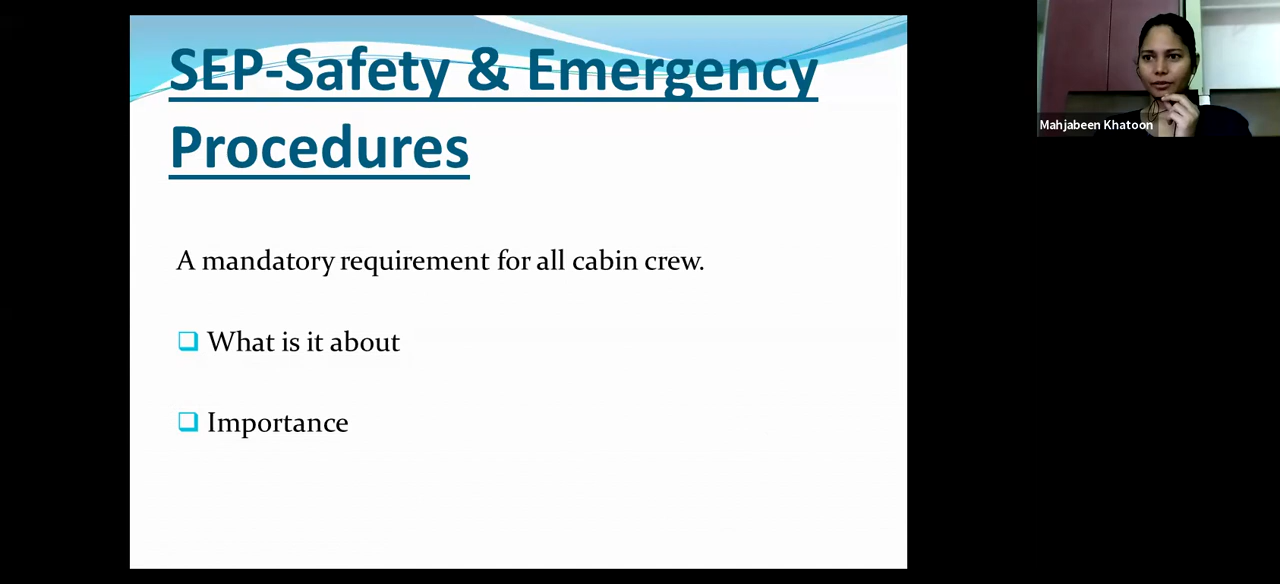 SEP-Safety & Emergency
Procedures
A mandatory requirement for all cabin crew.
What is it about
Importance
Mahjabeen Khatoon